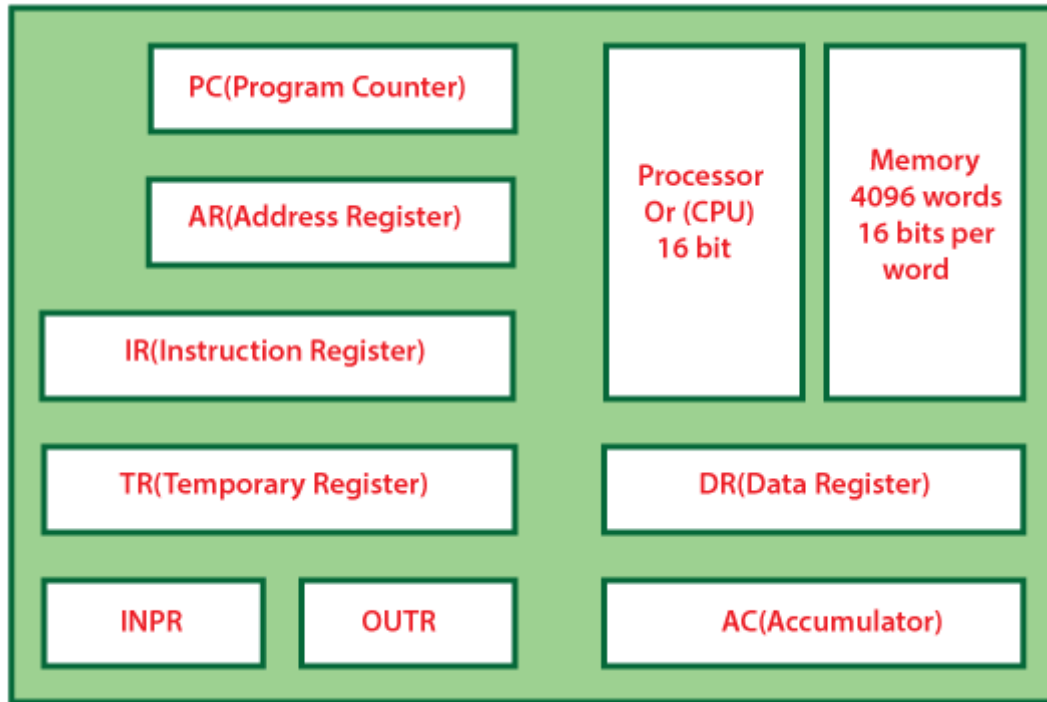 PC(Program Counter)
AR(Address Register)
IR(Instruction Register)
TR(Temporary Register)
INPR
OUTR
Processor
Or (CPU)
16 bit
Memory
4096 words
16 bits per
word
DR(Data Register)
AC(Accumulator)